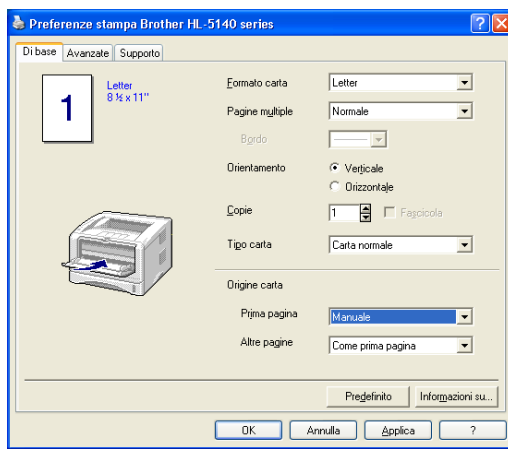 Preferenze stampa Brother HL-5140 series
Di base Avanzate Supporto
1
Letter
8 ½ x 11"
Formato carta Letter
Pagine multiple Normale
Bordo
Orientamento Verticale
Orizzontale
Copie 1 Fascicola
Tipo carta Carta normale
Origine carta
Prima pagina Manuale
Altre pagine Come prima pagina
Predefinito Informazioni su...
OK Annulla Applica ?